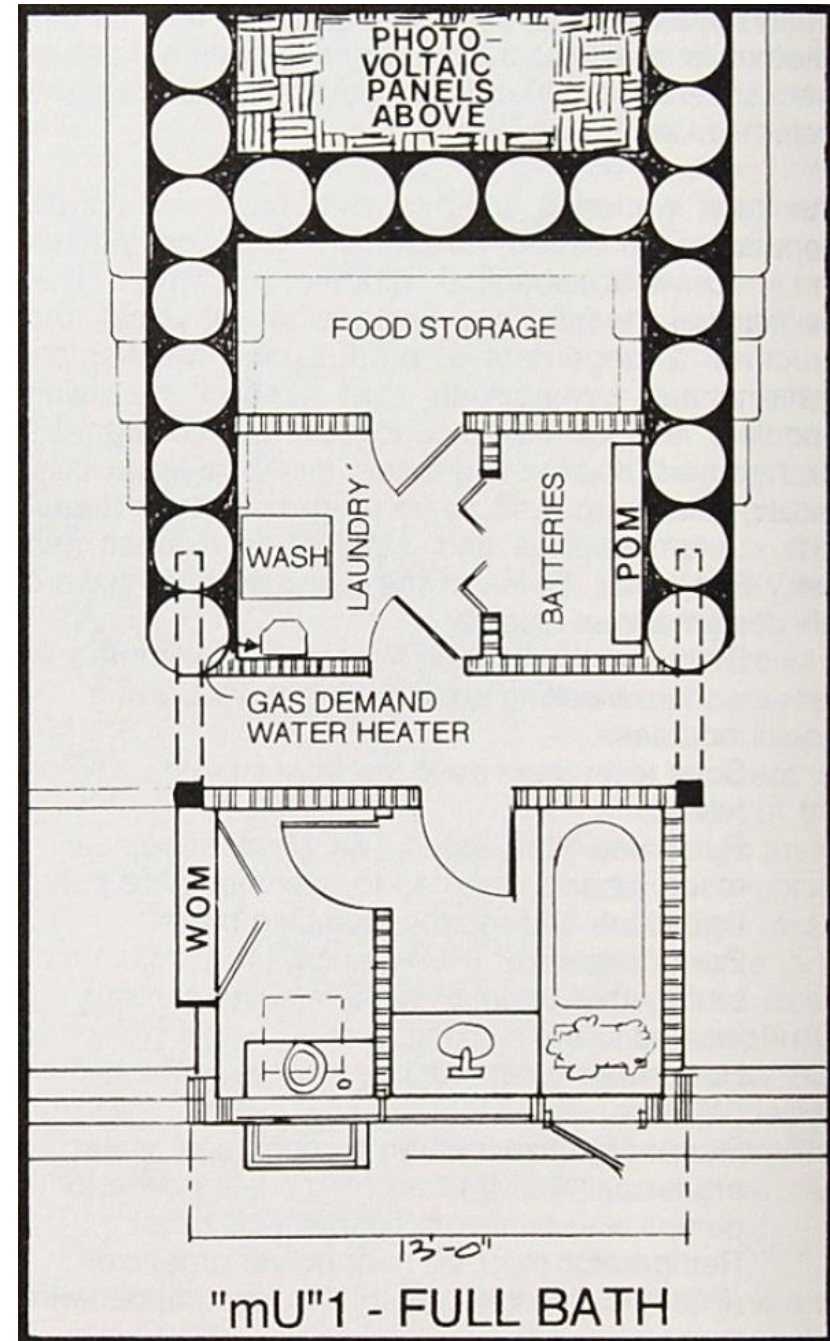 PHOTO-
VOLTAIC
PANELS
ABOVE
FOOD STORAGE
LAUNDRY
BATTERIES
POM
WASH
GAS DEMAND
WATER HEATER
WOM
13'-0"
"mU"1 - FULL BATH